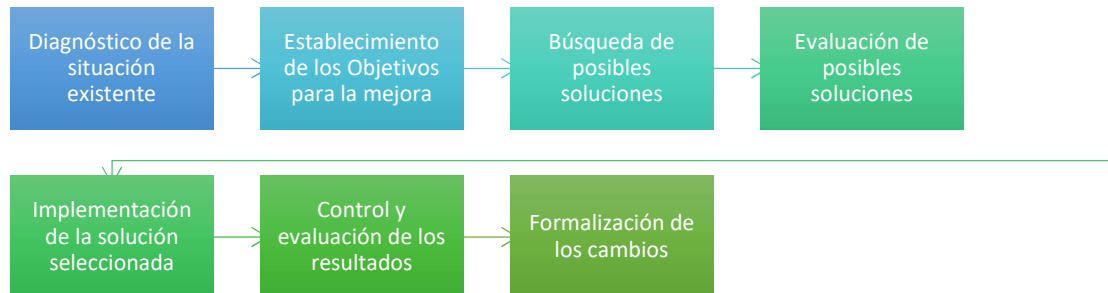 Diagnóstico de la
situación
existente
Establecimiento
de los Objetivos
para la mejora
Búsqueda de
posibles
soluciones
Evaluación de
posibles
soluciones
Implementación
de la solución
seleccionada
Control y
evaluación de los
resultados
Formalización de
los cambios